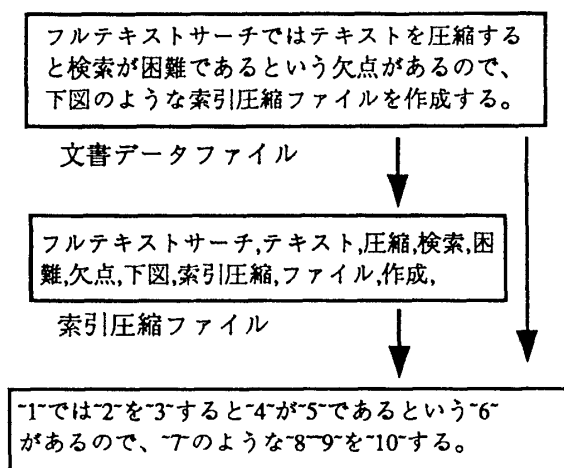 フルテキストサーチではテキストを圧縮する
と検索が困難であるという欠点があるので、
下図のような索引圧縮ファイルを作成する。
文書データファイル
フルテキストサーチ,テキスト,圧縮,検索,困
難,欠点,下図,索引圧縮,ファイル,作成,
索引圧縮ファイル
~1~では~2~を~3~すると~4~が~5~であるという~6~
があるので、~7~のような~8~~9~を~10~する。